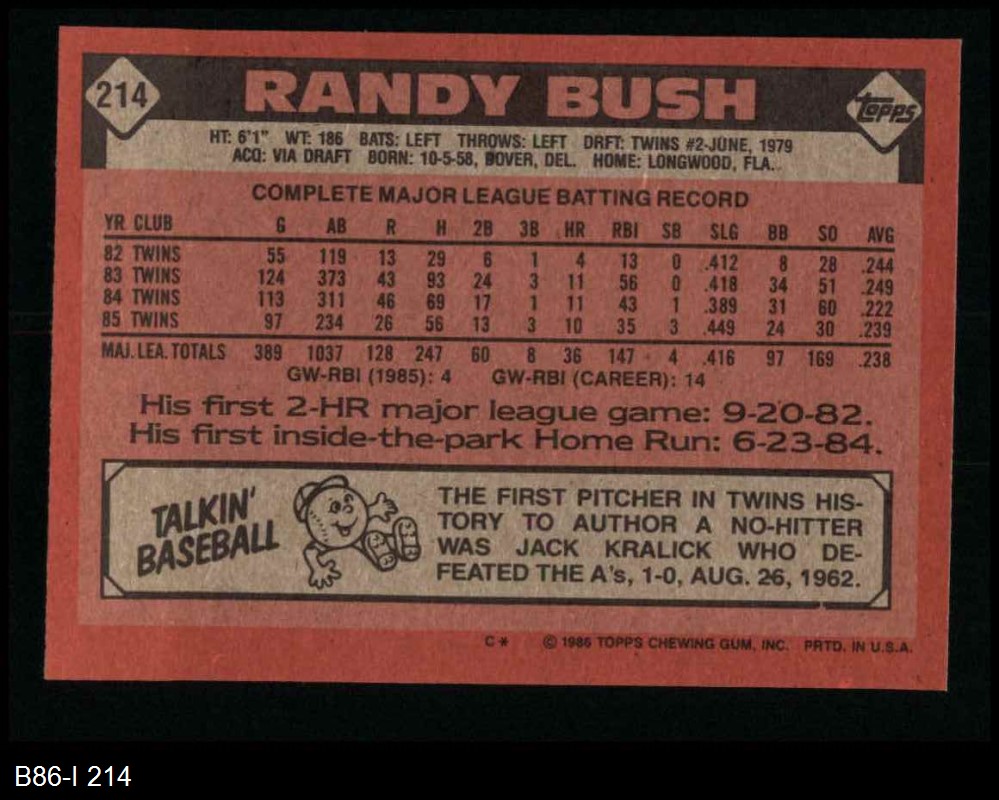 214
RANDY BUSH
topps
HT: 6'1" WT: 186 BATS: LEFT THROWS: LEFT DRFT: TWINS #2-JUNE, 1979
ACQ: VIA DRAFT BORN: 10-5-58, DOVER, DEL. HOME: LONGWOOD, FLA.
COMPLETE MAJOR LEAGUE BATTING RECORD
YR CLUB G AB R H 2B 3B HR RBI SB SLG BB SO AVG
82 TWINS 55 119 13 29 6 1 4 13 0 .412 8 28 .244
83 TWINS 124 373 43 93 24 3 11 56 0 .418 34 51 .249
84 TWINS 113 311 46 69 17 1 11 43 1 .389 31 60 .222
85 TWINS 97 234 26 56 13 3 10 35 3 .449 24 30 .239
MAJ. LEA. TOTALS 389 1037 128 247 60 8 36 147 4 .416 97 169 .238
GW-RBI (1985): 4 GW-RBI (CAREER): 14
His first 2-HR major league game: 9-20-82.
His first inside-the-park Home Run: 6-23-84.
TALKIN'
BASEBALL
THE FIRST PITCHER IN TWINS HIS-
TORY TO AUTHOR A NO-HITTER
WAS JACK KRALICK WHO DE-
FEATED THE A's, 1-0, AUG. 26, 1962.
C* © 1986 TOPPS CHEWING GUM, INC. PRTD. IN U.S.A.
B86-I 214